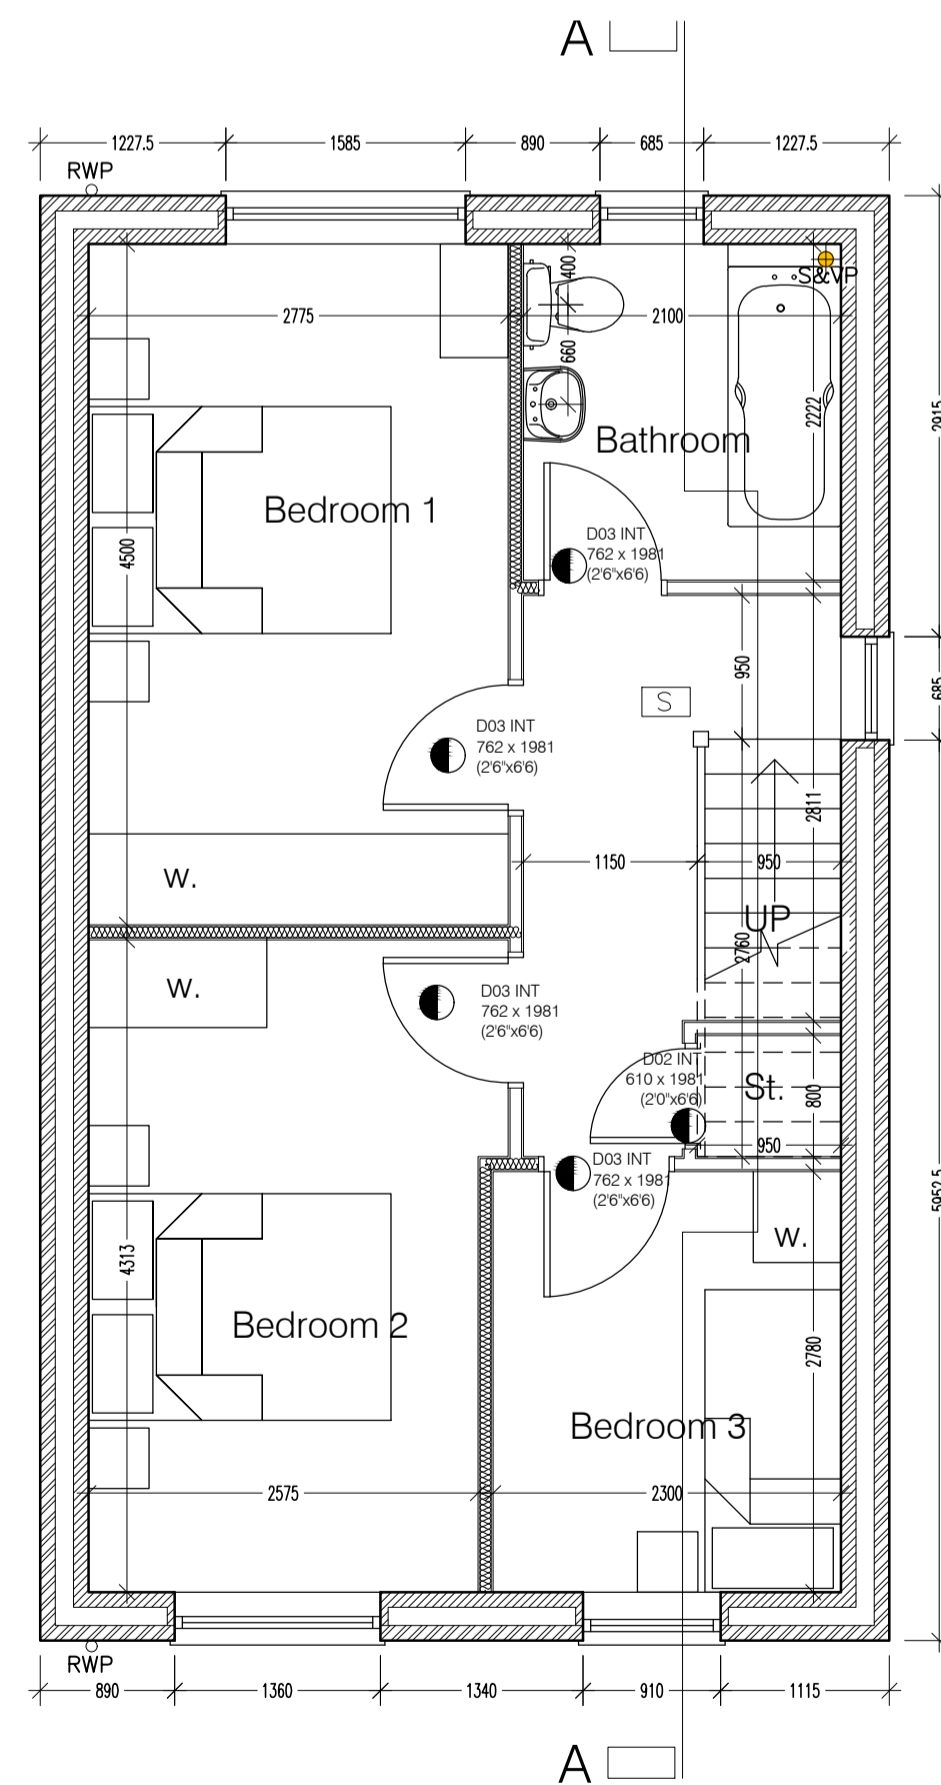 A
1227.5
1585
890
685
1227.5
RWP
S&VP
400
2775
2100
660
2915
2222
Bathroom
Bedroom 1
4500
D03 INT
762 x 1981
(2'6"x6'6)
950
685
S
D03 INT
762 x 1981
(2'6"x6'6)
2811
1150
950
W.
UP
2760
W.
D03 INT
762 x 1981
(2'6"x6'6)
D02 INT
610 x 1981
(2'0"x6'6)
St.
800
950
D03 INT
762 x 1981
(2'6"x6'6)
5952.5
W.
4313
Bedroom 2
2780
Bedroom 3
2575
2300
RWP
890
1360
1340
910
1115
A